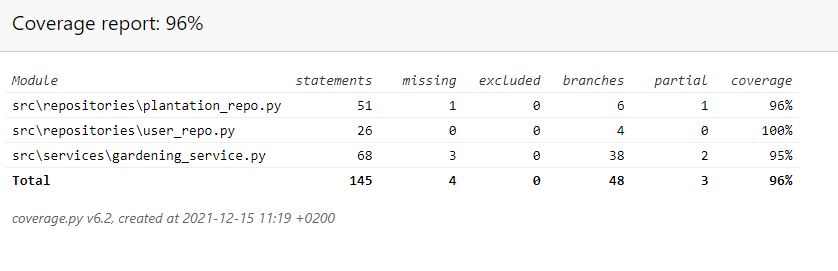 Coverage report: 96%
Module statements missing excluded branches partial coverage
src\repositories\plantation_repo.py 51 1 0 6 1 96%
src\repositories\user_repo.py 26 0 0 4 0 100%
src\services\gardening_service.py 68 3 0 38 2 95%
Total 145 4 0 48 3 96%
coverage.py v6.2, created at 2021-12-15 11:19 +0200